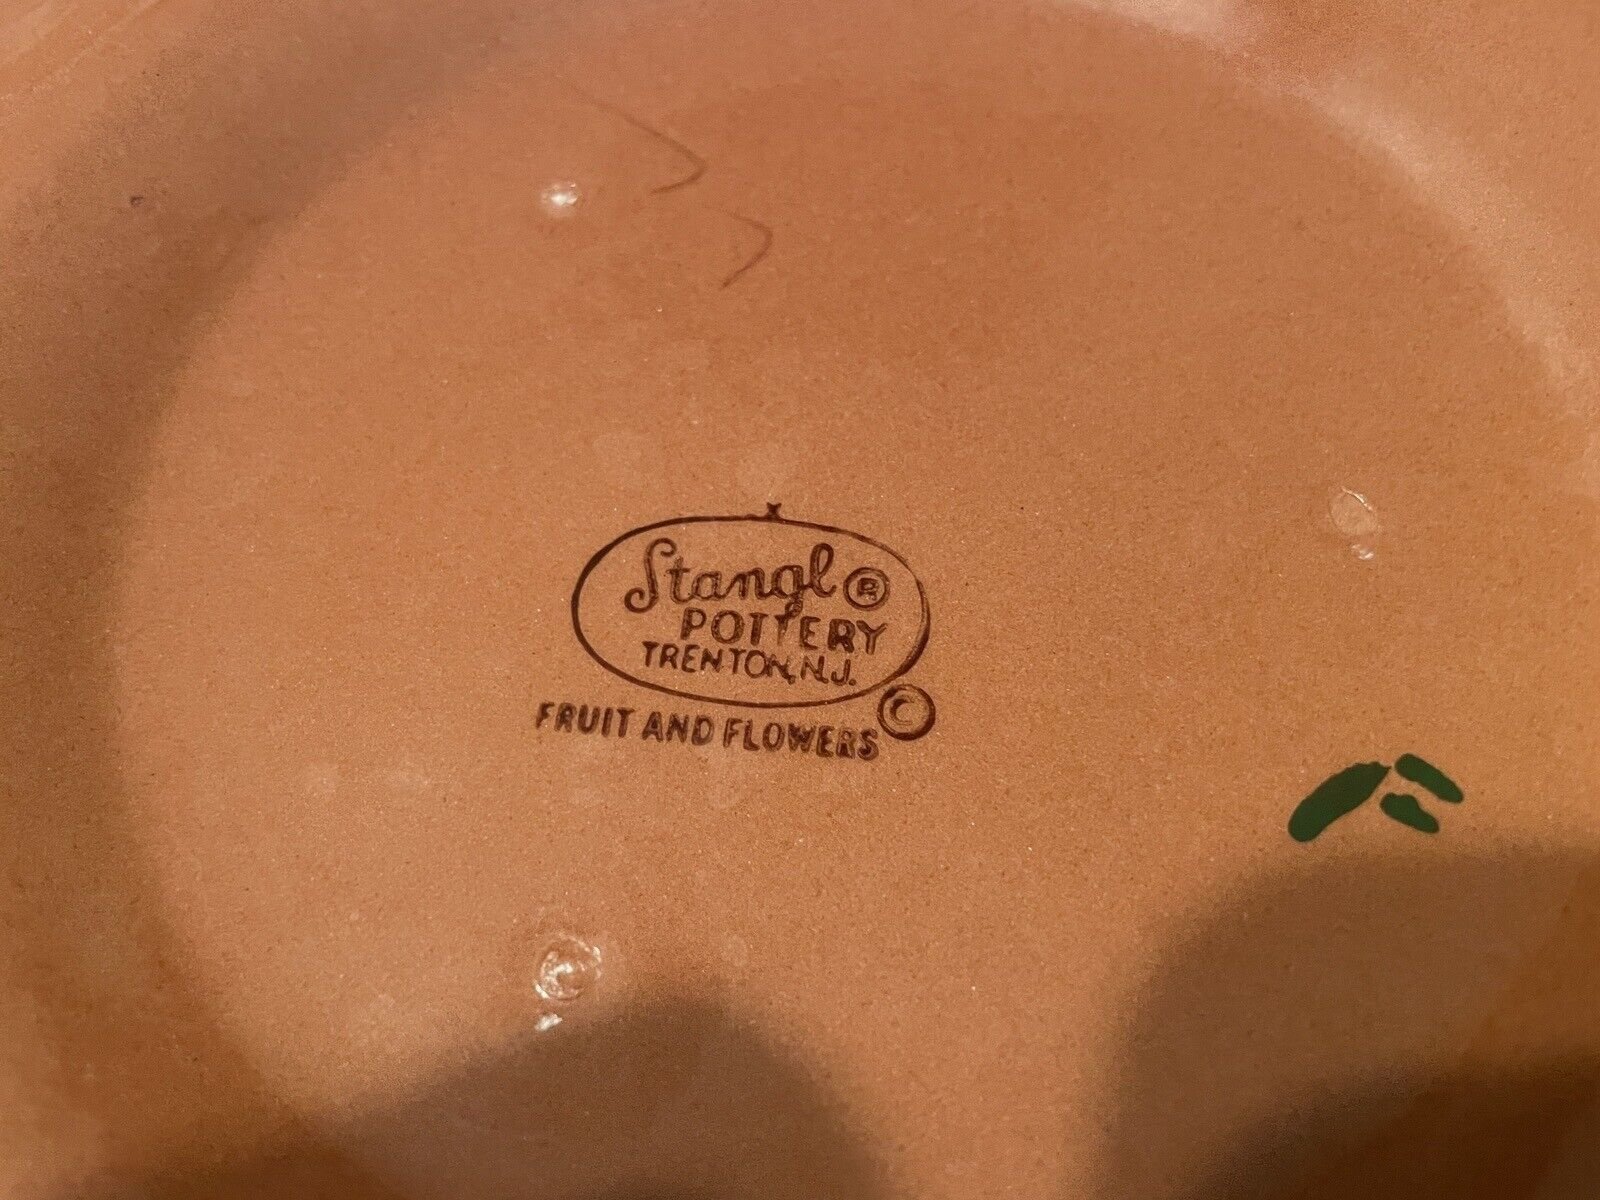 Stangl ®
POTTERY
TRENTON, N.J.
©
FRUIT AND FLOWERS